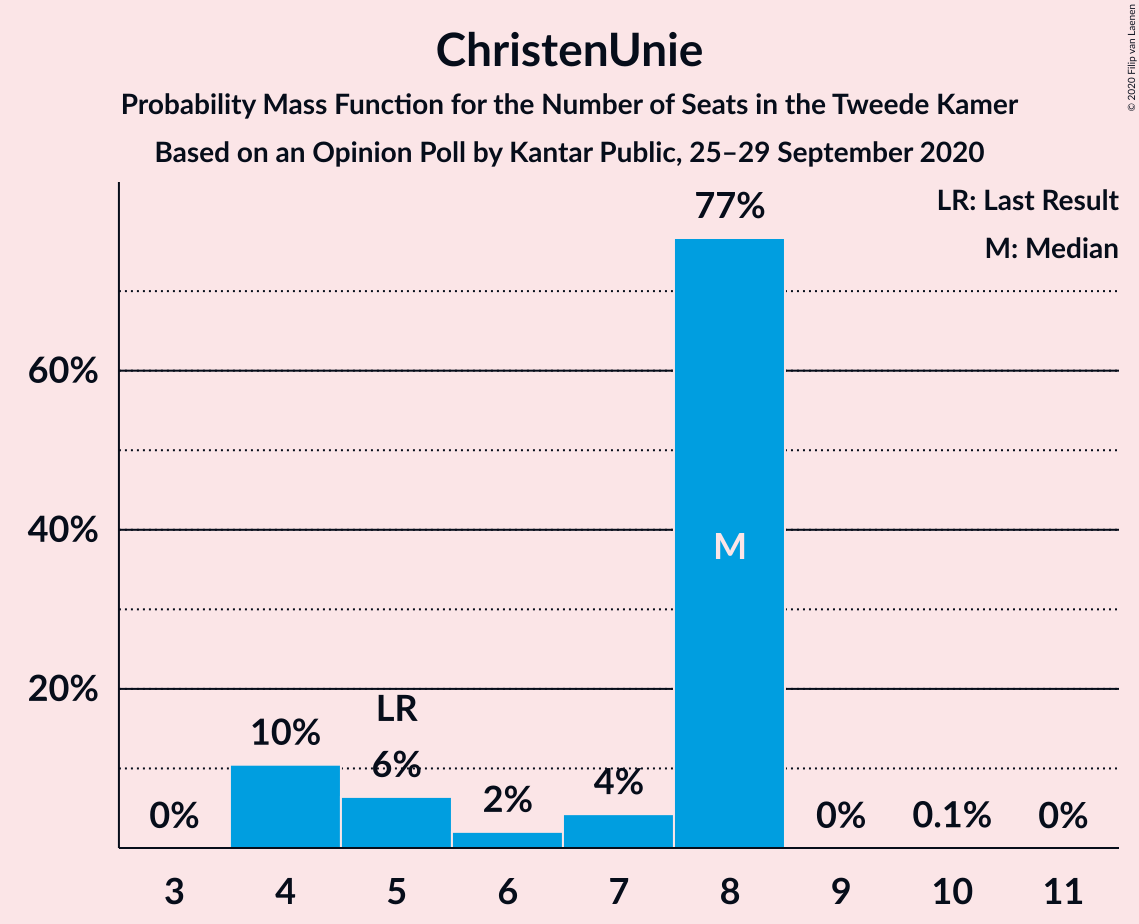 ChristenUnie
Probability Mass Function for the Number of Seats in the Tweede Kamer
Based on an Opinion Poll by Kantar Public, 25–29 September 2020
© 2020 Filip van Laenen
LR: Last Result
M: Median
77%
60%
40%
M
20%
LR
10%
6%
4%
2%
0%
0%
0.1%
0%
3 4 5 6 7 8 9 10 11